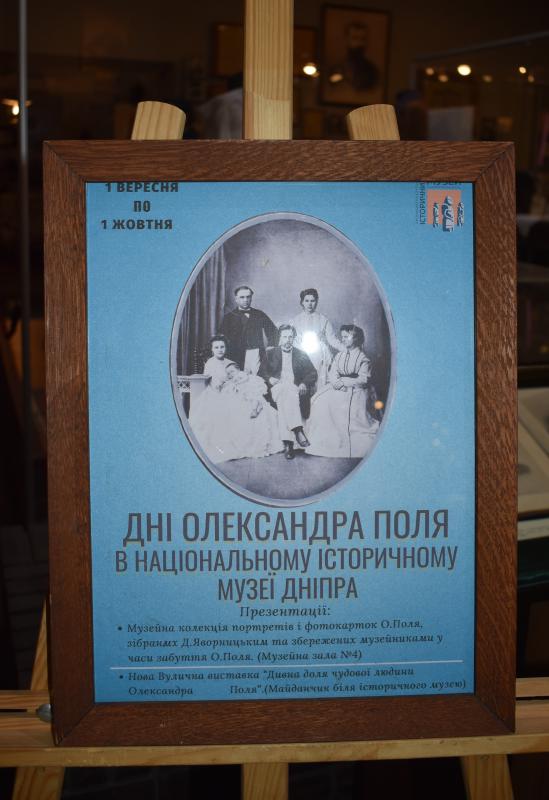 1 ВЕРЕСНЯ
ПО
1 ЖОВТНЯ
ІСТОРИЧНИЙ
МУЗЕЙ
ДНІ ОЛЕКСАНДРА ПОЛЯ
В НАЦІОНАЛЬНОМУ ІСТОРИЧНОМУ
МУЗЕЇ ДНІПРА
Презентації:
• Музейна колекція портретів і фотокарток О.Поля,
зібраних Д.Яворницьким та збережених музейниками у
часи забуття О.Поля. (Музейна зала №4)
• Нова Вулична виставка "Дивна доля чудової людини
Олександра Поля".(Майданчик біля історичного музею)